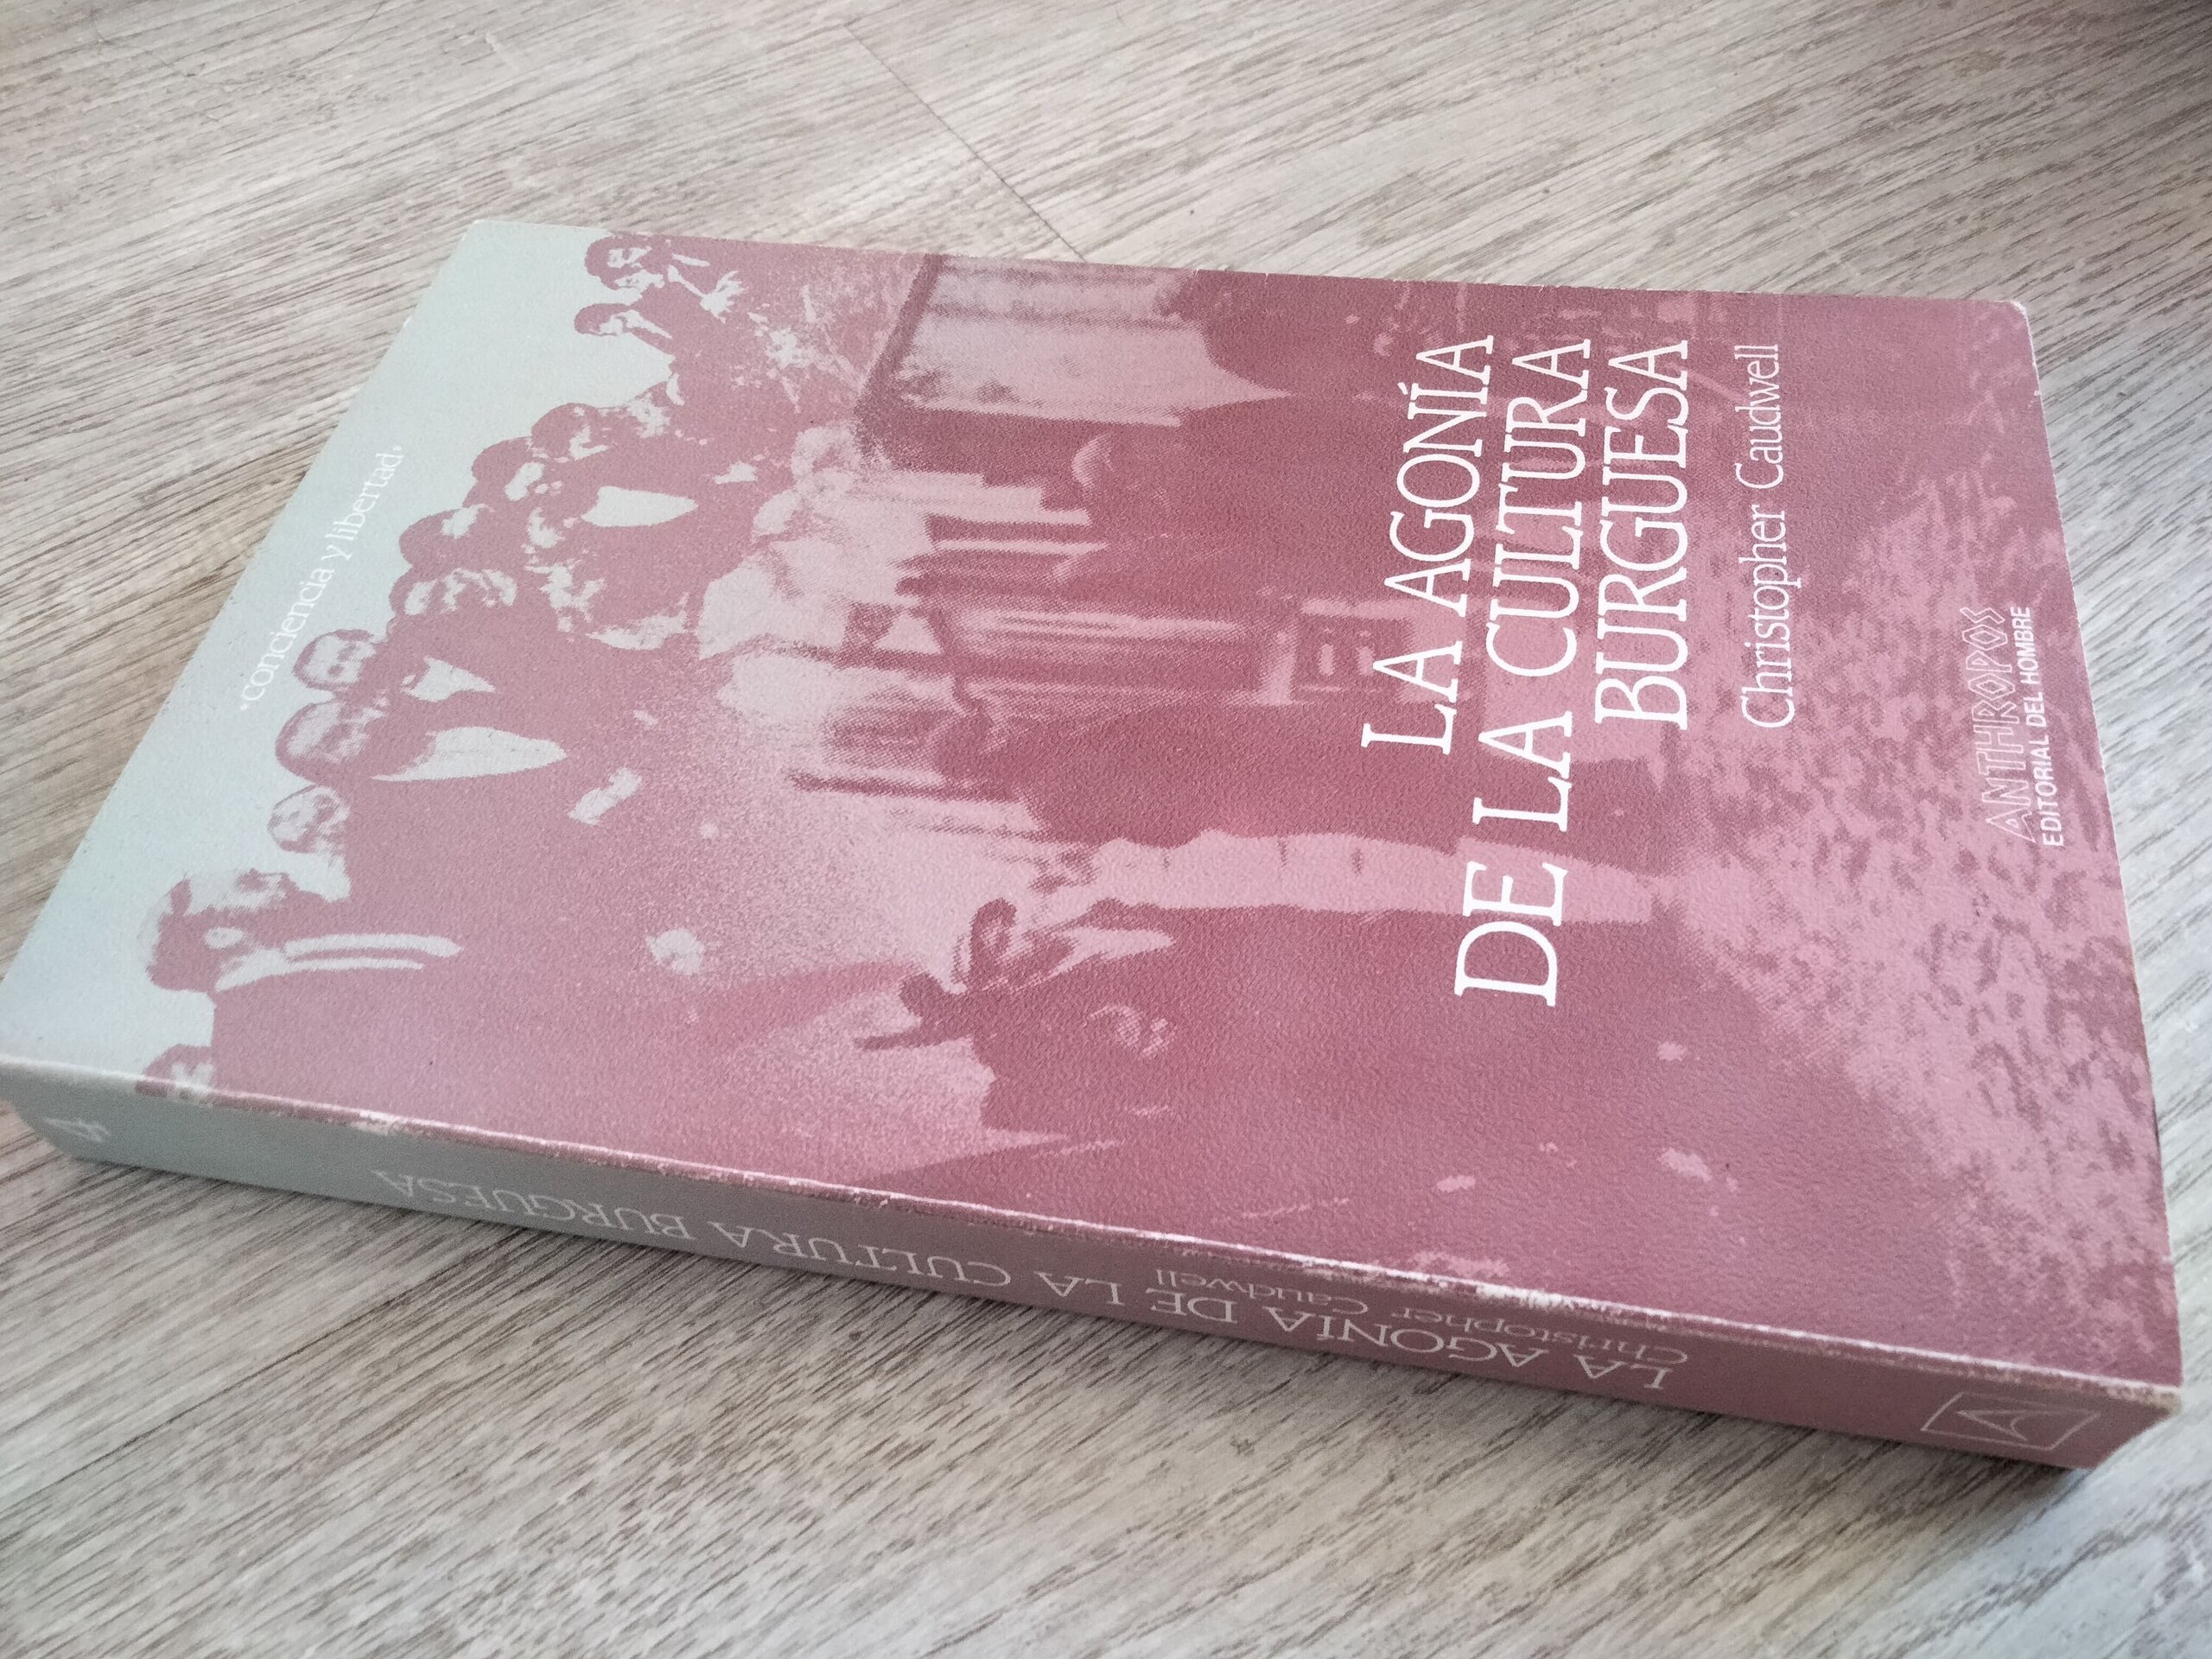 'conciencia y libertad'
LA AGONÍA
DE LA CULTURA
BURGUESA
Christopher Caudwell
ANTHROPOS
EDITORIAL DEL HOMBRE
4
LA AGONÍA DE LA CULTURA BURGUESA
Christopher Caudwell